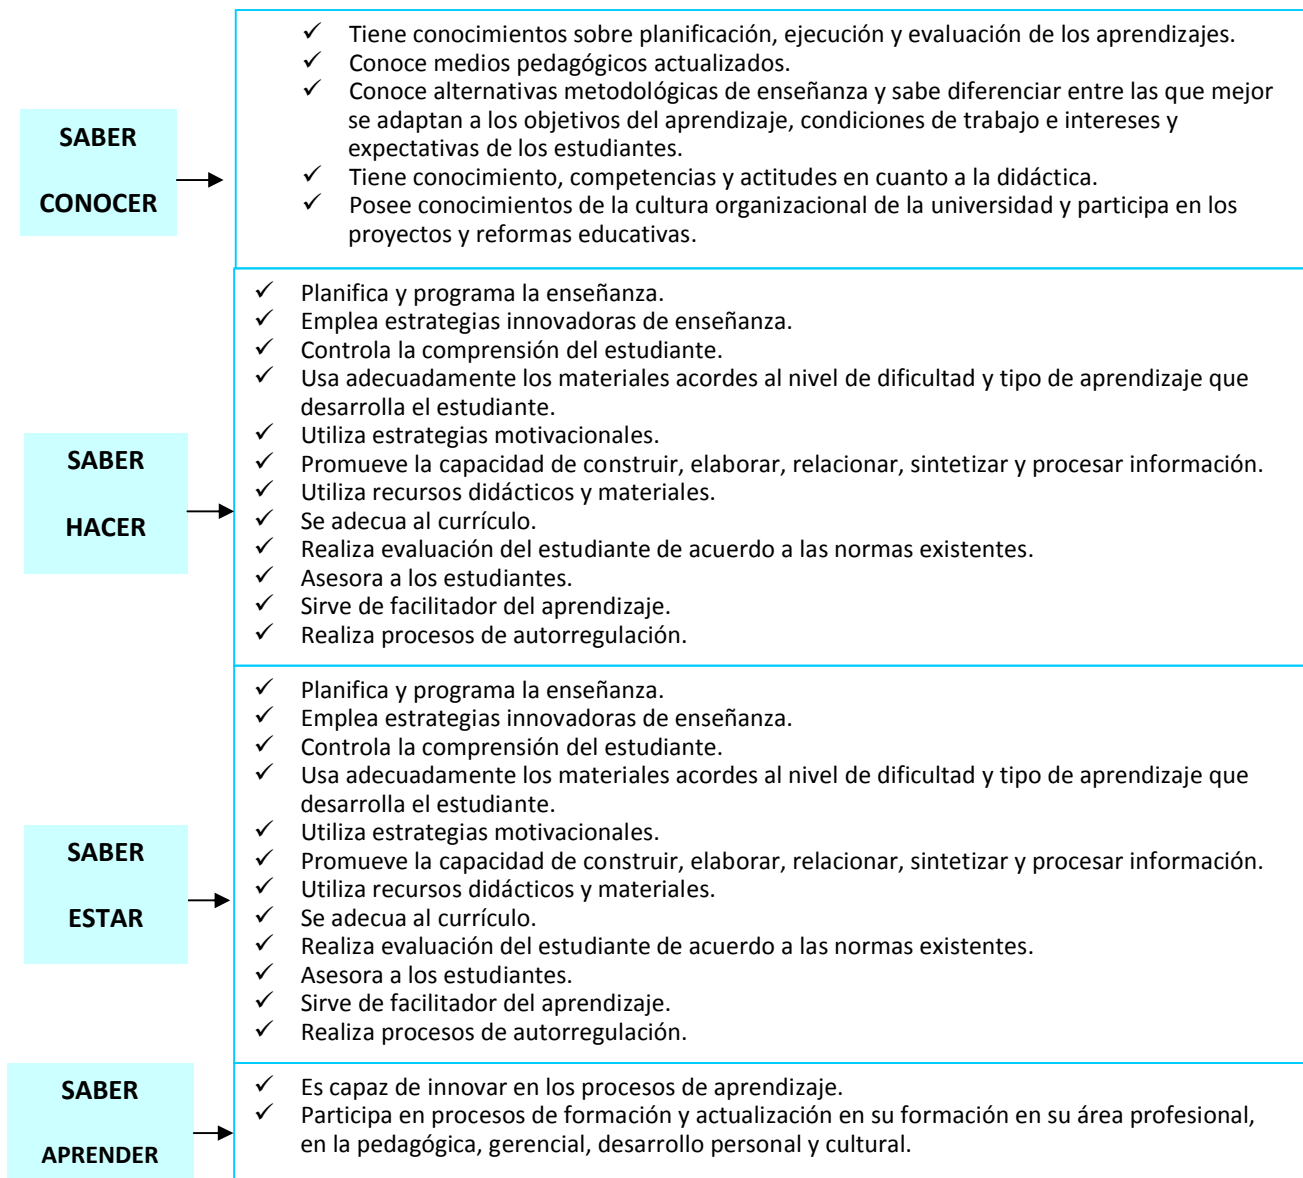 SABER
CONOCER
✓ Tiene conocimientos sobre planificación, ejecución y evaluación de los aprendizajes.
✓ Conoce medios pedagógicos actualizados.
✓ Conoce alternativas metodológicas de enseñanza y sabe diferenciar entre las que mejor
se adaptan a los objetivos del aprendizaje, condiciones de trabajo e intereses y
expectativas de los estudiantes.
✓ Tiene conocimiento, competencias y actitudes en cuanto a la didáctica.
✓ Posee conocimientos de la cultura organizacional de la universidad y participa en los
proyectos y reformas educativas.
SABER
HACER
✓ Planifica y programa la enseñanza.
✓ Emplea estrategias innovadoras de enseñanza.
✓ Controla la comprensión del estudiante.
✓ Usa adecuadamente los materiales acordes al nivel de dificultad y tipo de aprendizaje que
desarrolla el estudiante.
✓ Utiliza estrategias motivacionales.
✓ Promueve la capacidad de construir, elaborar, relacionar, sintetizar y procesar información.
✓ Utiliza recursos didácticos y materiales.
✓ Se adecua al currículo.
✓ Realiza evaluación del estudiante de acuerdo a las normas existentes.
✓ Asesora a los estudiantes.
✓ Sirve de facilitador del aprendizaje.
✓ Realiza procesos de autorregulación.
SABER
ESTAR
✓ Planifica y programa la enseñanza.
✓ Emplea estrategias innovadoras de enseñanza.
✓ Controla la comprensión del estudiante.
✓ Usa adecuadamente los materiales acordes al nivel de dificultad y tipo de aprendizaje que
desarrolla el estudiante.
✓ Utiliza estrategias motivacionales.
✓ Promueve la capacidad de construir, elaborar, relacionar, sintetizar y procesar información.
✓ Utiliza recursos didácticos y materiales.
✓ Se adecua al currículo.
✓ Realiza evaluación del estudiante de acuerdo a las normas existentes.
✓ Asesora a los estudiantes.
✓ Sirve de facilitador del aprendizaje.
✓ Realiza procesos de autorregulación.
SABER
APRENDER
✓ Es capaz de innovar en los procesos de aprendizaje.
✓ Participa en procesos de formación y actualización en su formación en su área profesional,
en la pedagógica, gerencial, desarrollo personal y cultural.